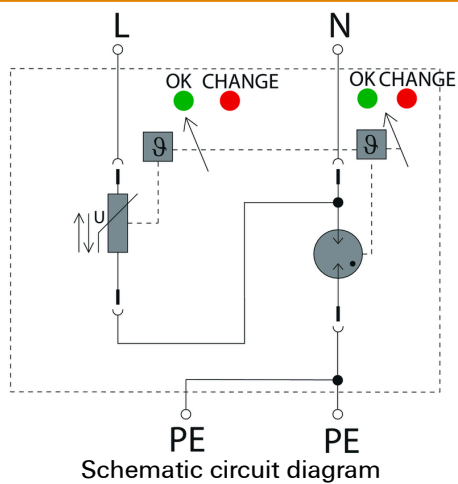 L N
OK CHANGE OK CHANGE
ϑ ϑ
U
PE PE
Schematic circuit diagram